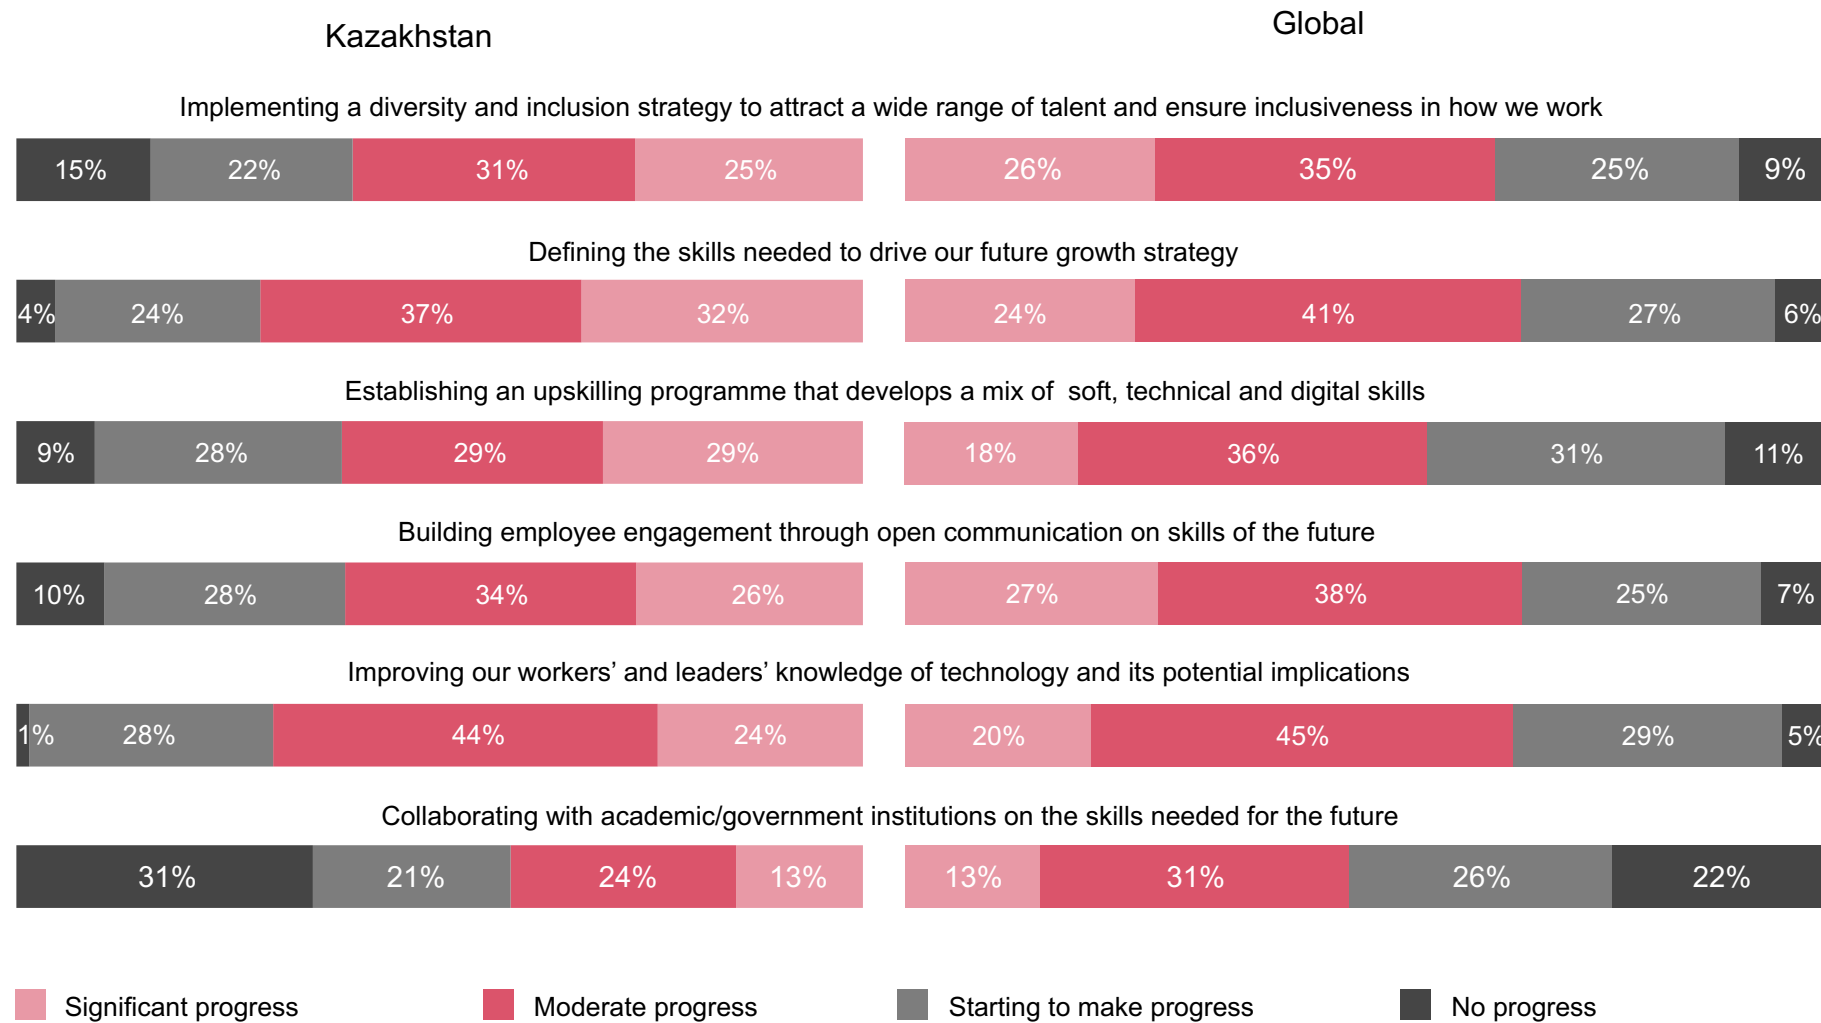 Kazakhstan
Global
Implementing a diversity and inclusion strategy to attract a wide range of talent and ensure inclusiveness in how we work
15% 22% 31% 25% 26% 35% 25% 9%
Defining the skills needed to drive our future growth strategy
4% 24% 37% 32% 24% 41% 27% 6%
Establishing an upskilling programme that develops a mix of  soft, technical and digital skills
9% 28% 29% 29% 18% 36% 31% 11%
Building employee engagement through open communication on skills of the future
10% 28% 34% 26% 27% 38% 25% 7%
Improving our workers’ and leaders’ knowledge of technology and its potential implications
1% 28% 44% 24% 20% 45% 29% 5%
Collaborating with academic/government institutions on the skills needed for the future
31% 21% 24% 13% 13% 31% 26% 22%
Significant progress Moderate progress Starting to make progress No progress